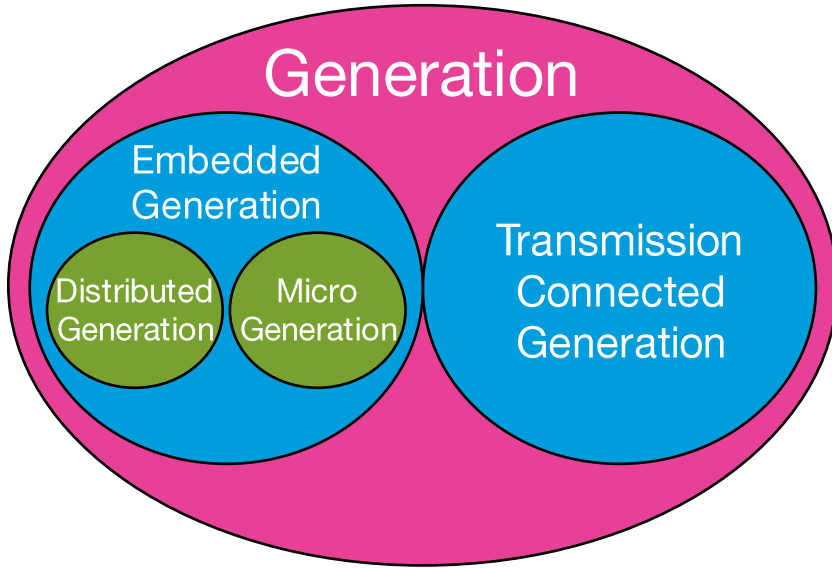 Generation
Embedded
Generation
Distributed
Generation
Micro
Generation
Transmission
Connected
Generation